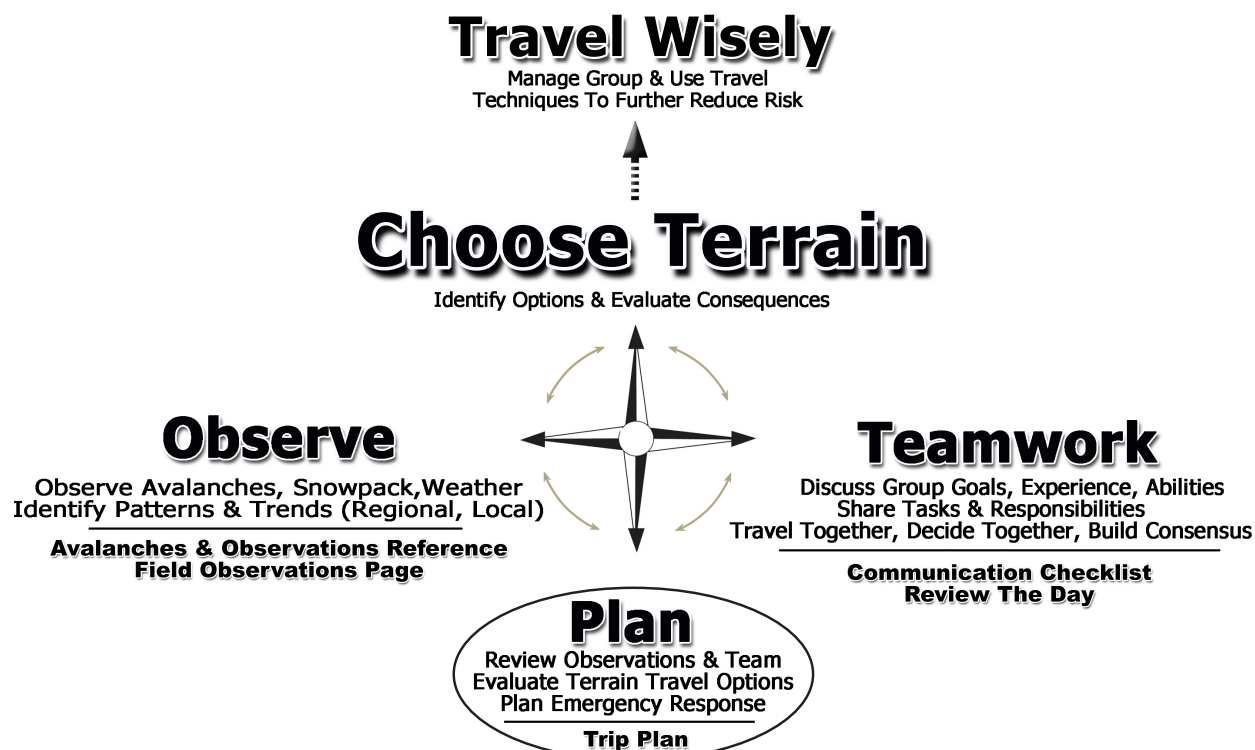 Travel Wisely
Manage Group & Use Travel
Techniques To Further Reduce Risk
Choose Terrain
Identify Options & Evaluate Consequences
Observe
Observe Avalanches, Snowpack,Weather
Identify Patterns & Trends (Regional, Local)
Avalanches & Observations Reference
Field Observations Page
Teamwork
Discuss Group Goals, Experience, Abilities
Share Tasks & Responsibilities
Travel Together, Decide Together, Build Consensus
Communication Checklist
Review The Day
Plan
Review Observations & Team
Evaluate Terrain Travel Options
Plan Emergency Response
Trip Plan